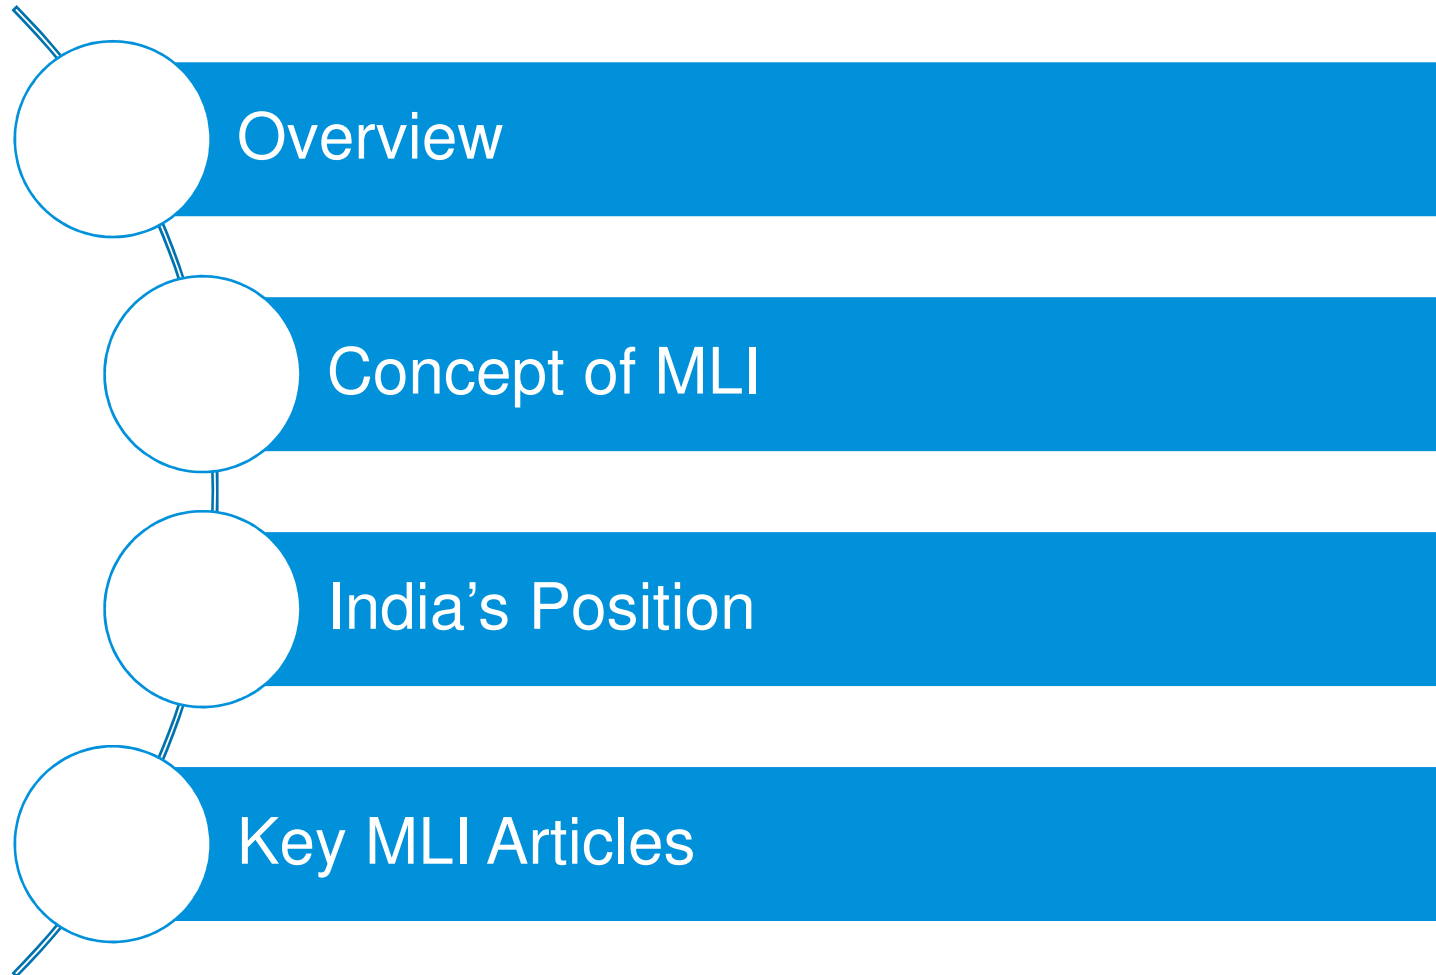 Overview
Concept of MLI
India’s Position
Key MLI Articles